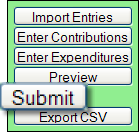 Import Entries
Enter Contributions
Enter Expenditures
Preview
Submit
Export CSV